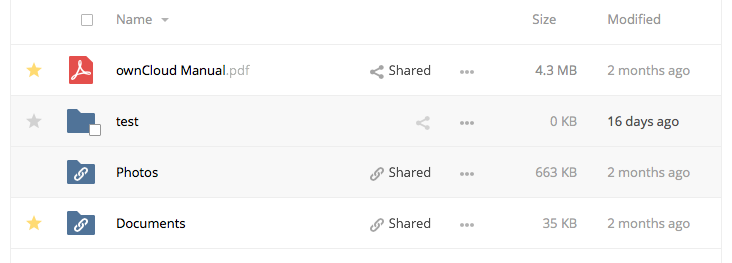 Name Size Modified
ownCloud Manual.pdf Shared 4.3 MB 2 months ago
test 0 KB 16 days ago
Photos Shared 663 KB 2 months ago
Documents Shared 35 KB 2 months ago